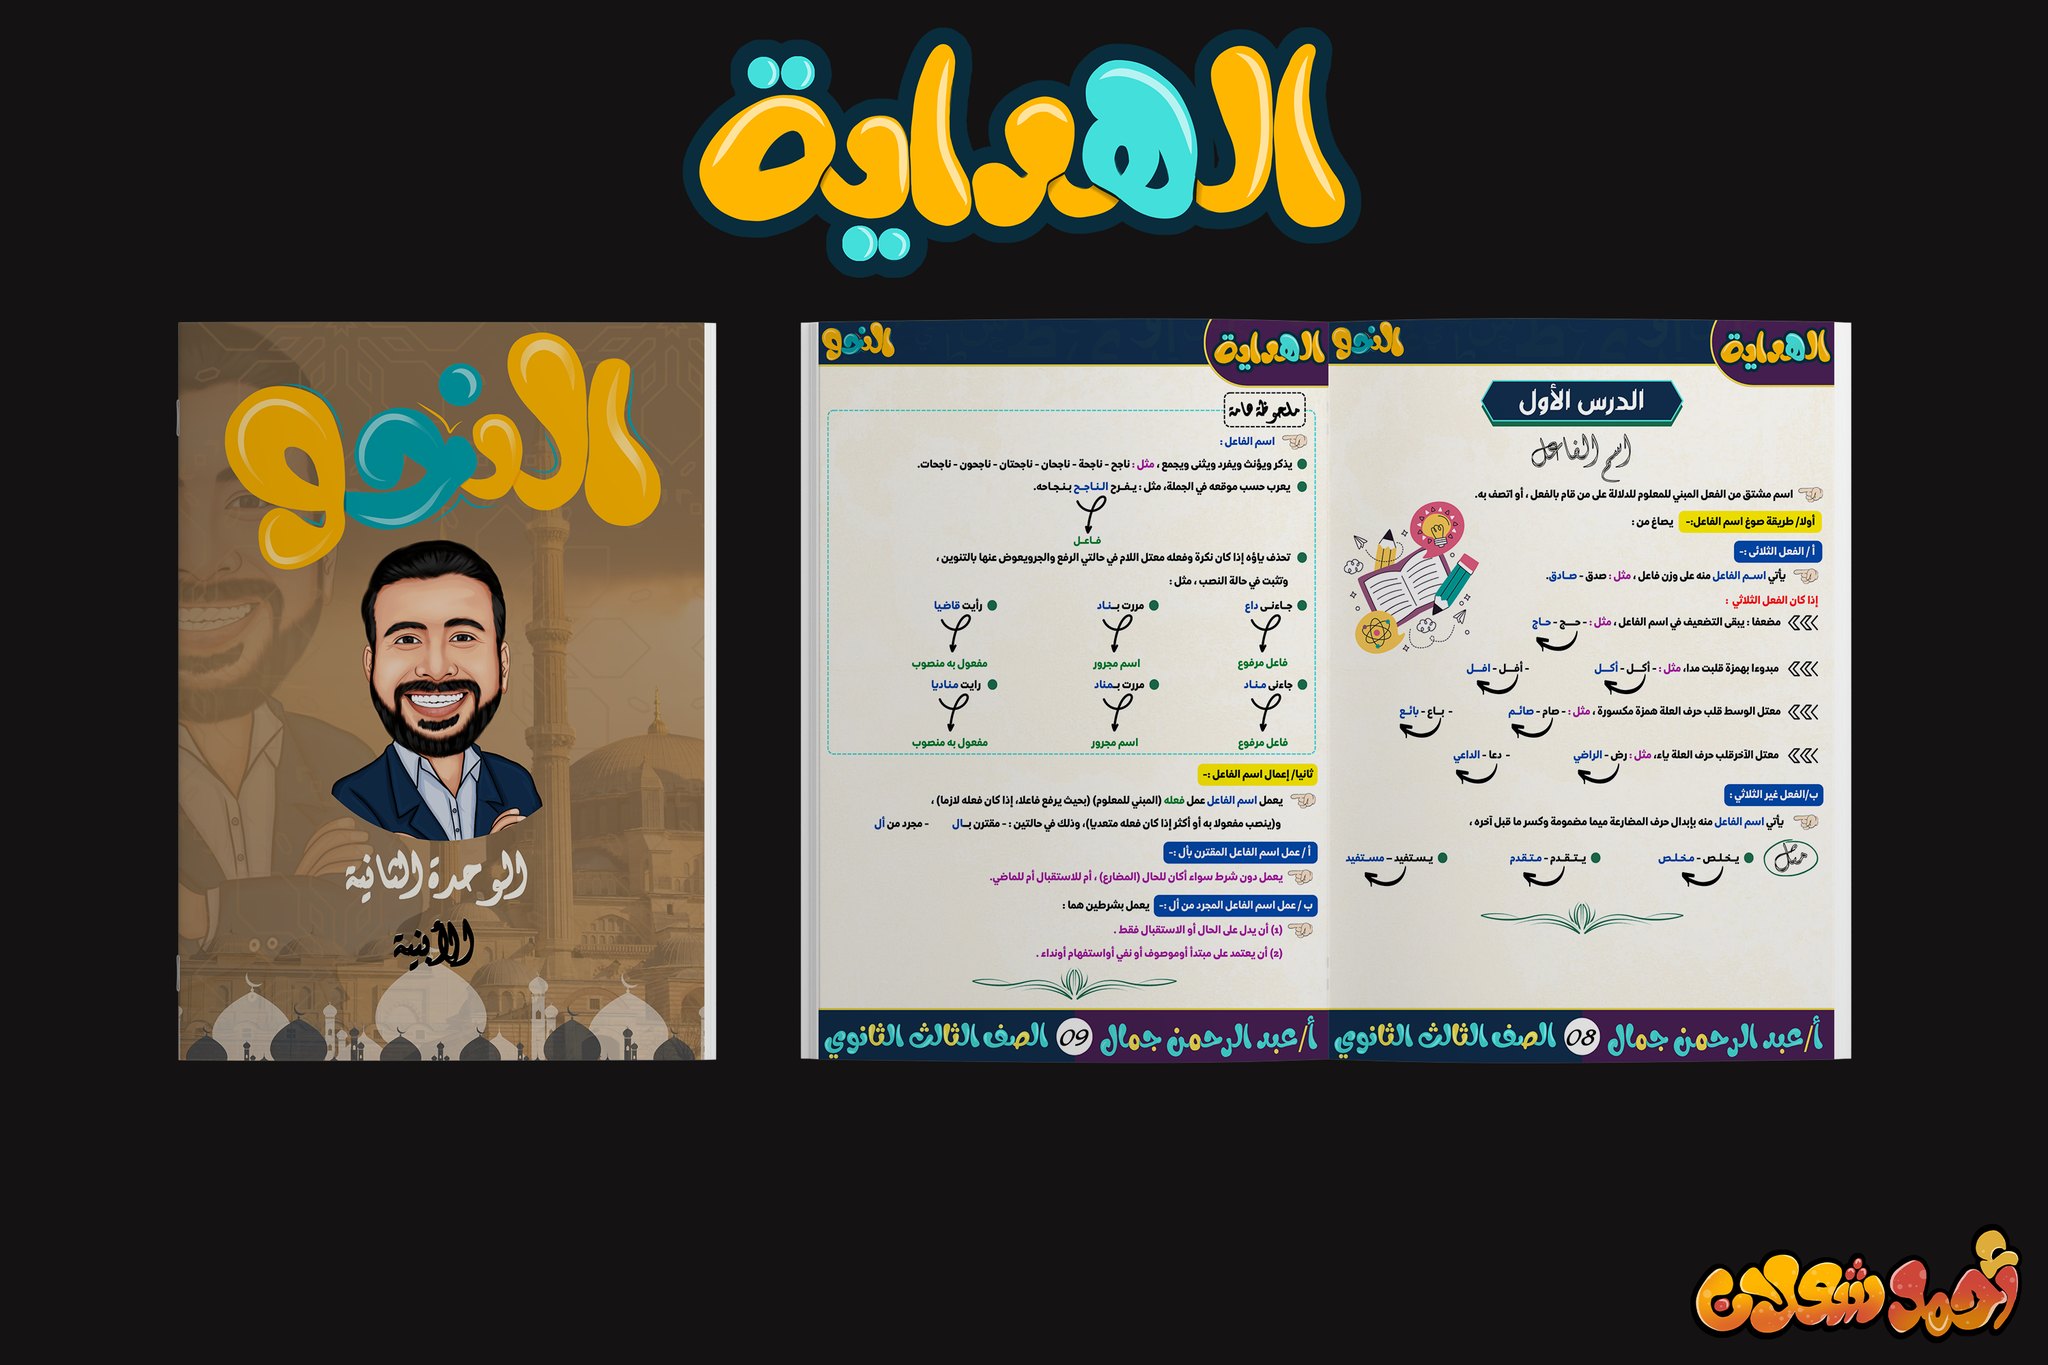 الهداية
النحو
الوحدة الثانية
الأبنية
الهداية
النحو
الدرس الأول
اسم الفاعل
اسم مشتق من الفعل المبني للمعلوم للدلالة على من قام بالفعل ، أو اتصف به.
أولا/ طريقة صوغ اسم الفاعل:- يصاغ من :
أ / الفعل الثلاثى :-
يأتي اسم الفاعل منه على وزن فاعل ، مثل : صدق - صادق.
إذا كان الفعل الثلاثي :
مضعفا : يبقى التضعيف في اسم الفاعل ، مثل : - حج - حاج
مبدوءا بهمزة قلبت مدا، مثل : - أكل - أكل - أفل - افل
معتل الوسط قلب حرف العلة همزة مكسورة ، مثل : - صام - صائم - باع - بائع
معتل الآخرقلب حرف العلة ياء، مثل : رض - الراضي - دعا - الداعي
ب/الفعل غير الثلاثي :
يأتي اسم الفاعل منه بإبدال حرف المضارعة ميما مضمومة وكسر ما قبل آخره ،
مثل يخلص - مخلص يتقدم - متقدم يستفيد – مستفيد
أ/عبد الرحمن جمال 08 الصف الثالث الثانوي
الهداية
النحو
ملحوظة هامة
اسم الفاعل :
يذكر ويؤنث ويفرد ويثنى ويجمع ، مثل : ناجح - ناجحة - ناجحان - ناجحتان - ناجحون - ناجحات.
يعرب حسب موقعه في الجملة، مثل : يفرح الناجح بنجاحه.
فاعل
تحذف ياؤه إذا كان نكرة وفعله معتل اللام في حالتي الرفع والجرويعوض عنها بالتنوين ،
وتثبت في حالة النصب ، مثل :
جاءنى داع مررت بناد رأيت قاضيا
فاعل مرفوع اسم مجرور مفعول به منصوب
جاءنى مناد مررت بمناد رايت مناديا
فاعل مرفوع اسم مجرور مفعول به منصوب
ثانيا/ إعمال اسم الفاعل :-
يعمل اسم الفاعل عمل فعله (المبني للمعلوم) (بحيث يرفع فاعلا، إذا كان فعله لازما) ،
و(ينصب مفعولا به أو أكثر إذا كان فعله متعديا)، وذلك في حالتين : - مقترن بال - مجرد من أل
أ / عمل اسم الفاعل المقترن بأل :-
يعمل دون شرط سواء أكان للحال (المضارع) ، أم للاستقبال أم للماضي.
ب / عمل اسم الفاعل المجرد من أل :- يعمل بشرطين هما :
(1) أن يدل على الحال أو الاستقبال فقط .
(2) أن يعتمد على مبتدأ أوموصوف أو نفي أواستفهام أونداء .
أ/عبد الرحمن جمال 09 الصف الثالث الثانوي
أحمد شعلان